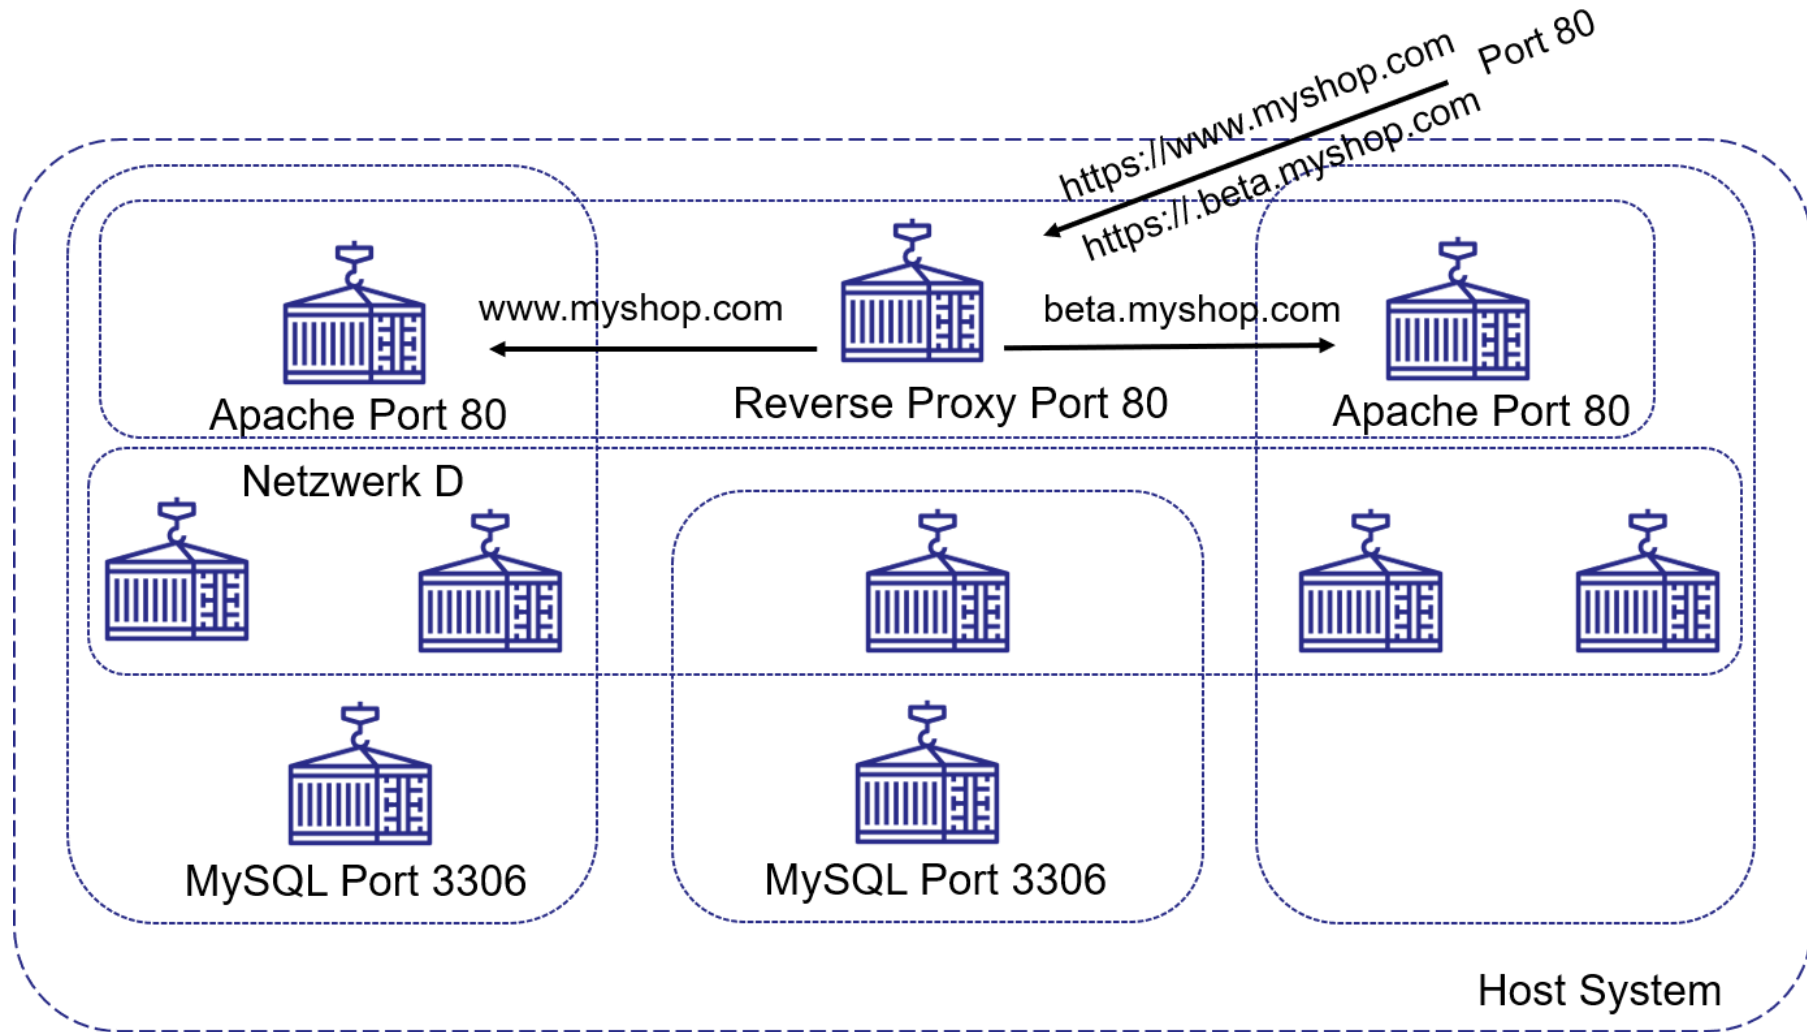 https://www.myshop.com
Port 80
https://.beta.myshop.com
www.myshop.com
beta.myshop.com
Apache Port 80
Reverse Proxy Port 80
Apache Port 80
Netzwerk D
MySQL Port 3306
MySQL Port 3306
Host System